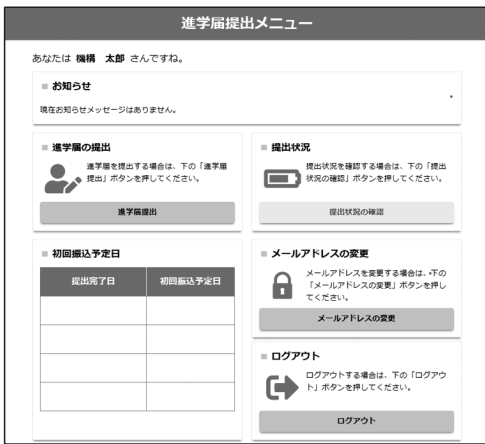 進学届提出メニュー
あなたは 機構　太郎 さんですね。
お知らせ
現在お知らせメッセージはありません。
進学届の提出
進学届を提出する場合は、下の「進学届
提出」ボタンを押してください。
進学届提出
提出状況
提出状況を確認する場合は、下の「提出
状況の確認」ボタンを押してください。
提出状況の確認
初回振込予定日
提出完了日 初回振込予定日
メールアドレスの変更
メールアドレスを変更する場合は、下の
「メールアドレスの変更」ボタンを押し
てください。
メールアドレスの変更
ログアウト
ログアウトする場合は、下の「ログアウ
ト」ボタンを押してください。
ログアウト